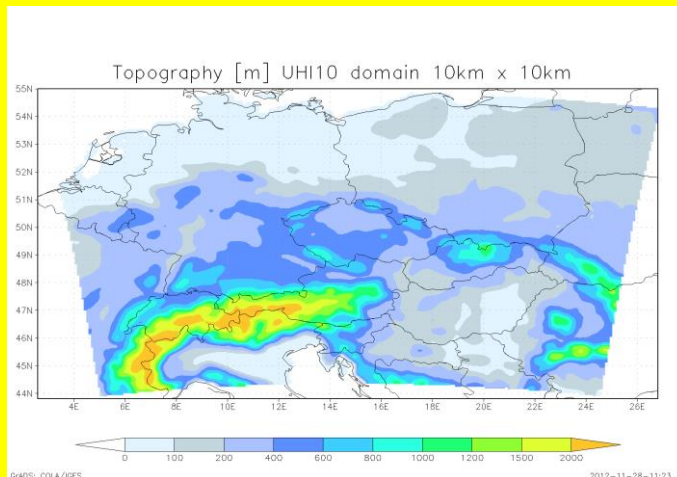 Topography [m] UHI10 domain 10km x 10km
55N
54N
53N
52N
51N
50N
49N
48N
47N
46N
45N
44N
4E 6E 8E 10E 12E 14E 16E 18E 20E 22E 24E 26E
0 100 200 400 600 800 1000 1200 1500 2000
GrADS: COLA/IGES 2012-11-28-11:23